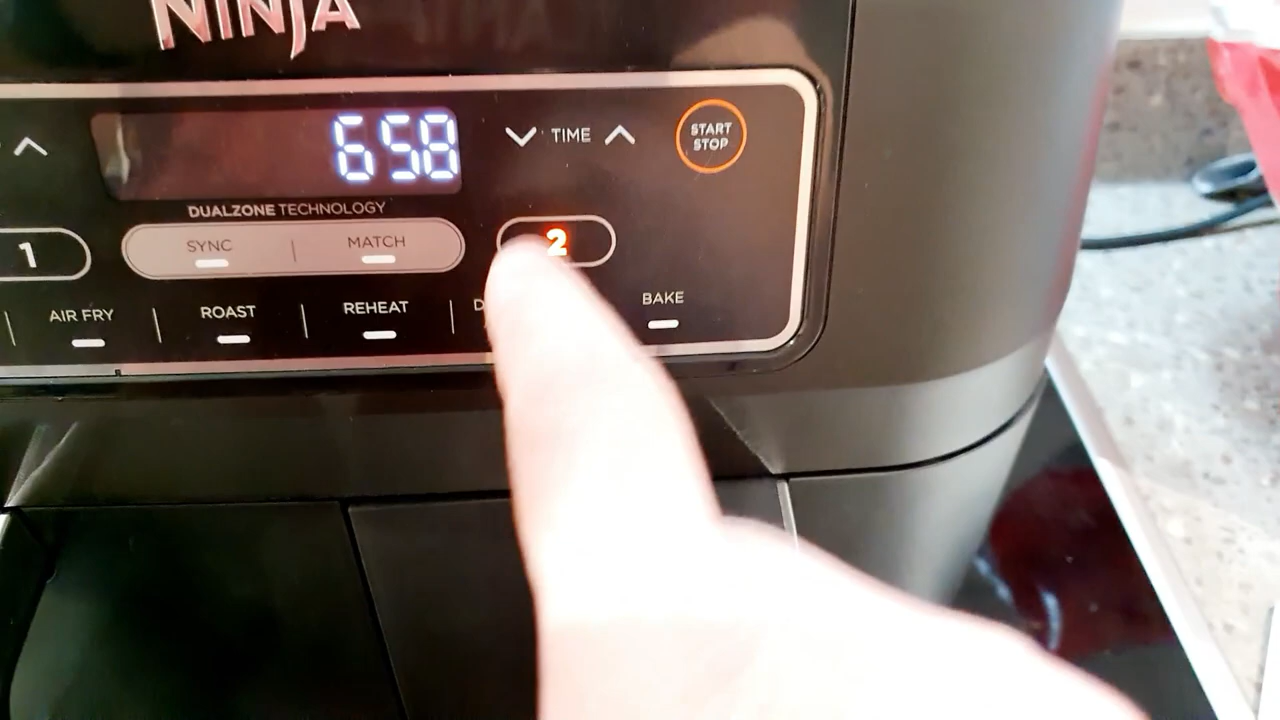 NINJA
658
TIME
START
STOP
DUALZONE TECHNOLOGY
1
SYNC
MATCH
2
AIR FRY
ROAST
REHEAT
BAKE